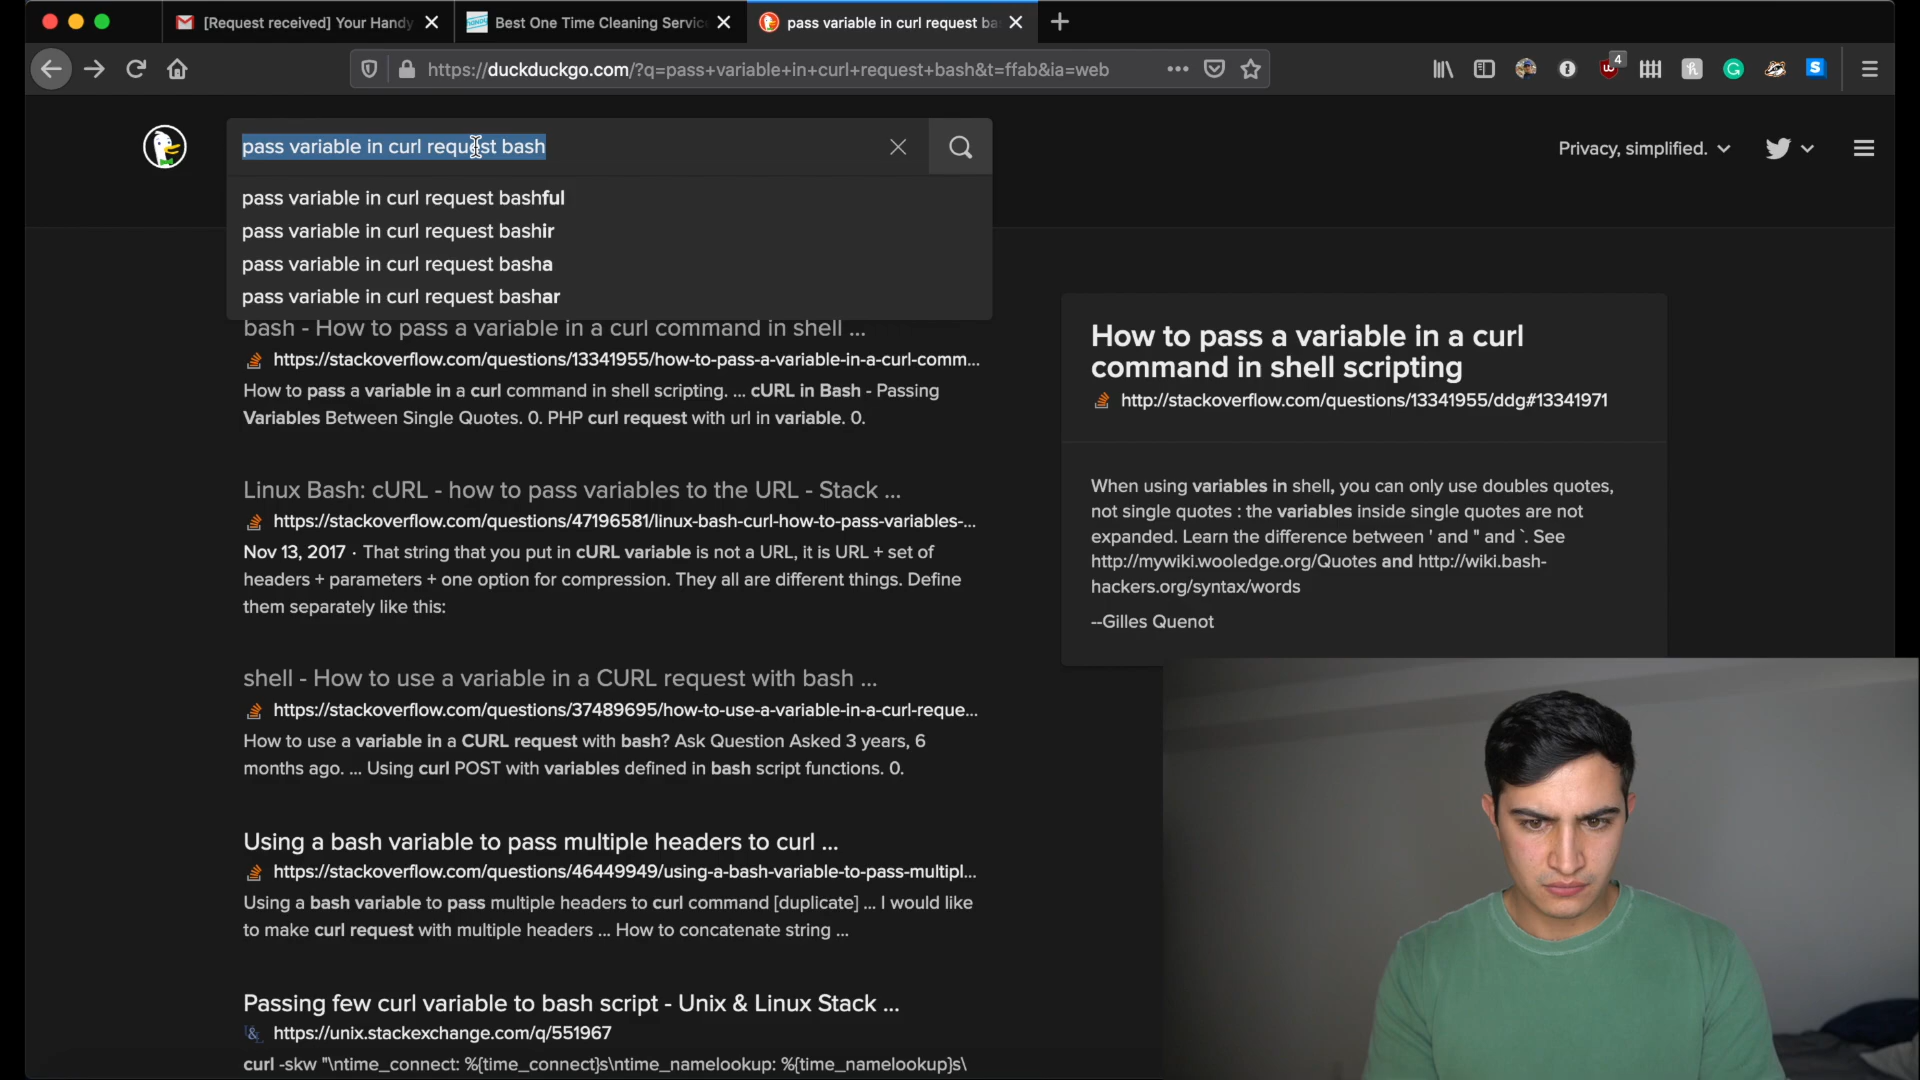 [Request received] Your Handy
Best One Time Cleaning Servic
pass variable in curl request ba
https://duckduckgo.com/?q=pass+variable+in+curl+request+bash&t=ffab&ia=web
4
pass variable in curl request bash
Privacy, simplified.
pass variable in curl request bashful
pass variable in curl request bashir
pass variable in curl request basha
pass variable in curl request bashar
bash - How to pass a variable in a curl command in shell ...
https://stackoverflow.com/questions/13341955/how-to-pass-a-variable-in-a-curl-comm...
How to pass a variable in a curl command in shell scripting. ... cURL in Bash - Passing
Variables Between Single Quotes. 0. PHP curl request with url in variable. 0.
Linux Bash: cURL - how to pass variables to the URL - Stack ...
https://stackoverflow.com/questions/47196581/linux-bash-curl-how-to-pass-variables-...
Nov 13, 2017 · That string that you put in cURL variable is not a URL, it is URL + set of
headers + parameters + one option for compression. They all are different things. Define
them separately like this:
shell - How to use a variable in a CURL request with bash ...
https://stackoverflow.com/questions/37489695/how-to-use-a-variable-in-a-curl-reque...
How to use a variable in a CURL request with bash? Ask Question Asked 3 years, 6
months ago. ... Using curl POST with variables defined in bash script functions. 0.
Using a bash variable to pass multiple headers to curl ...
https://stackoverflow.com/questions/46449949/using-a-bash-variable-to-pass-multipl...
Using a bash variable to pass multiple headers to curl command [duplicate] ... I would like
to make curl request with multiple headers ... How to concatenate string ...
Passing few curl variable to bash script - Unix & Linux Stack ...
https://unix.stackexchange.com/q/551967
curl -skw "\ntime_connect: %{time_connect}s\ntime_namelookup: %{time_namelookup}s\
How to pass a variable in a curl
command in shell scripting
http://stackoverflow.com/questions/13341955/ddg#13341971
When using variables in shell, you can only use doubles quotes,
not single quotes : the variables inside single quotes are not
expanded. Learn the difference between ' and " and `. See
http://mywiki.wooledge.org/Quotes and http://wiki.bash-
hackers.org/syntax/words
--Gilles Quenot